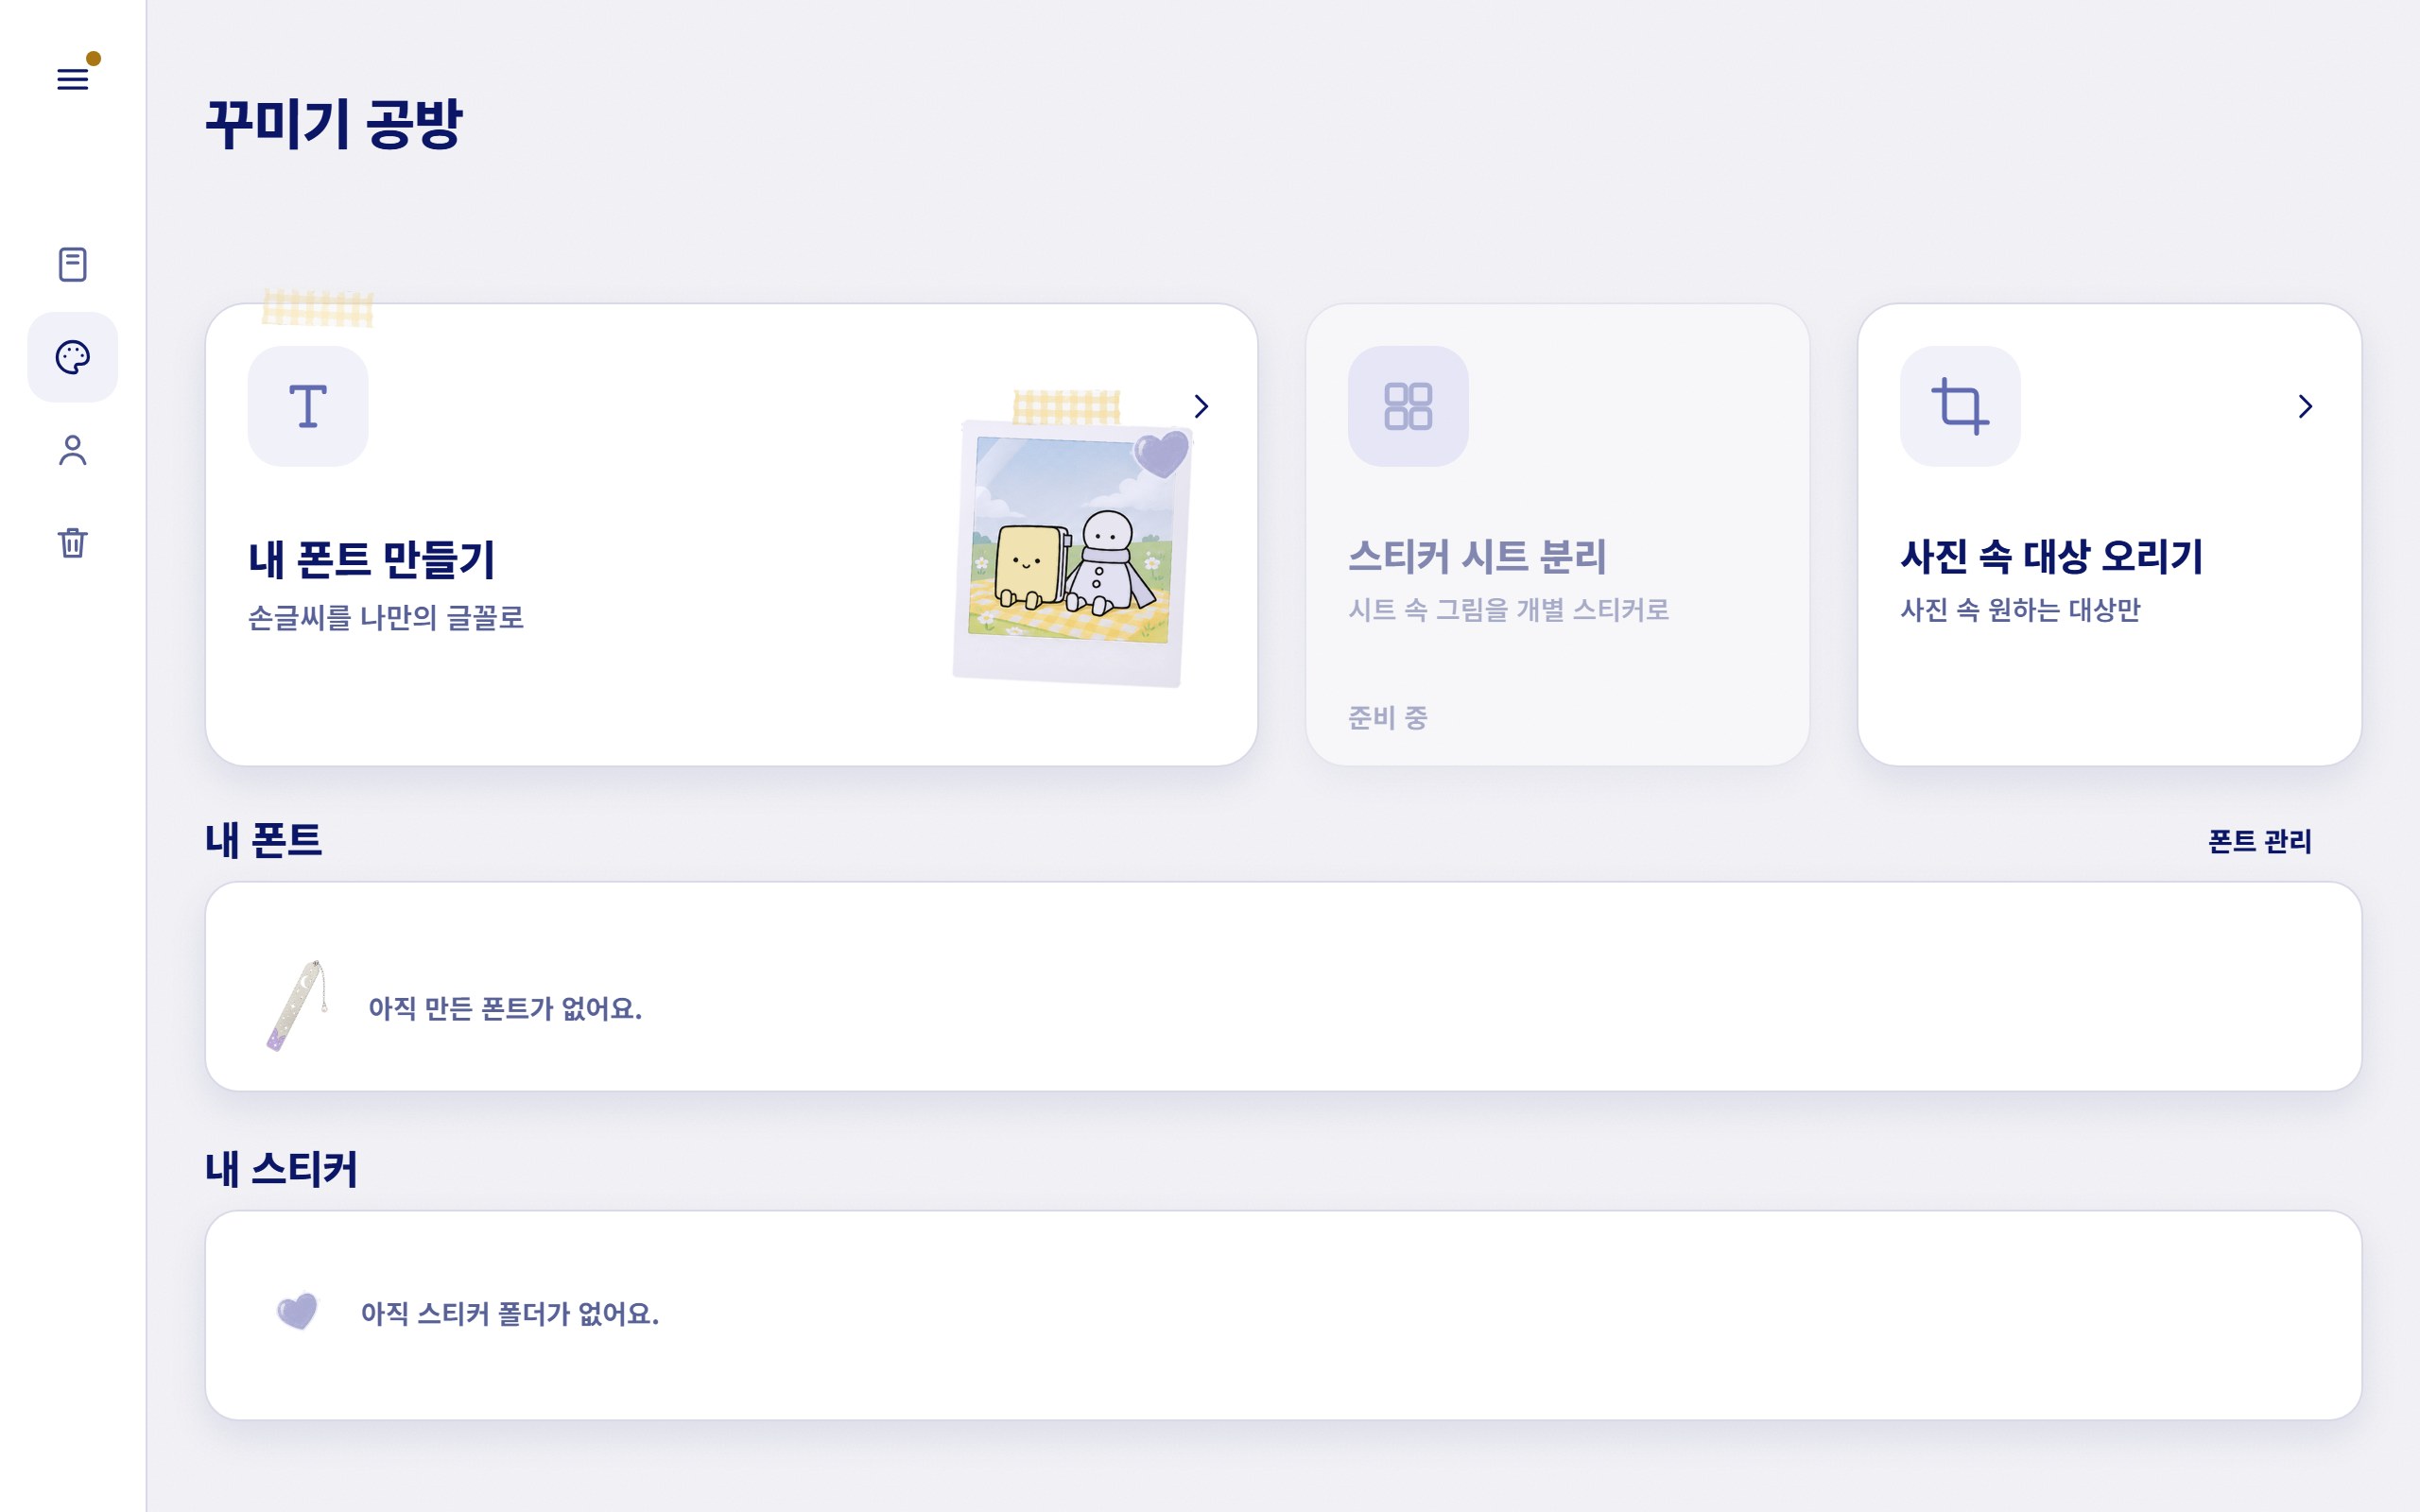 꾸미기 공방
내 폰트 만들기
손글씨를 나만의 글꼴로
스티커 시트 분리
시트 속 그림을 개별 스티커로
준비 중
사진 속 대상 오리기
사진 속 원하는 대상만
내 폰트
폰트 관리
아직 만든 폰트가 없어요.
내 스티커
아직 스티커 폴더가 없어요.